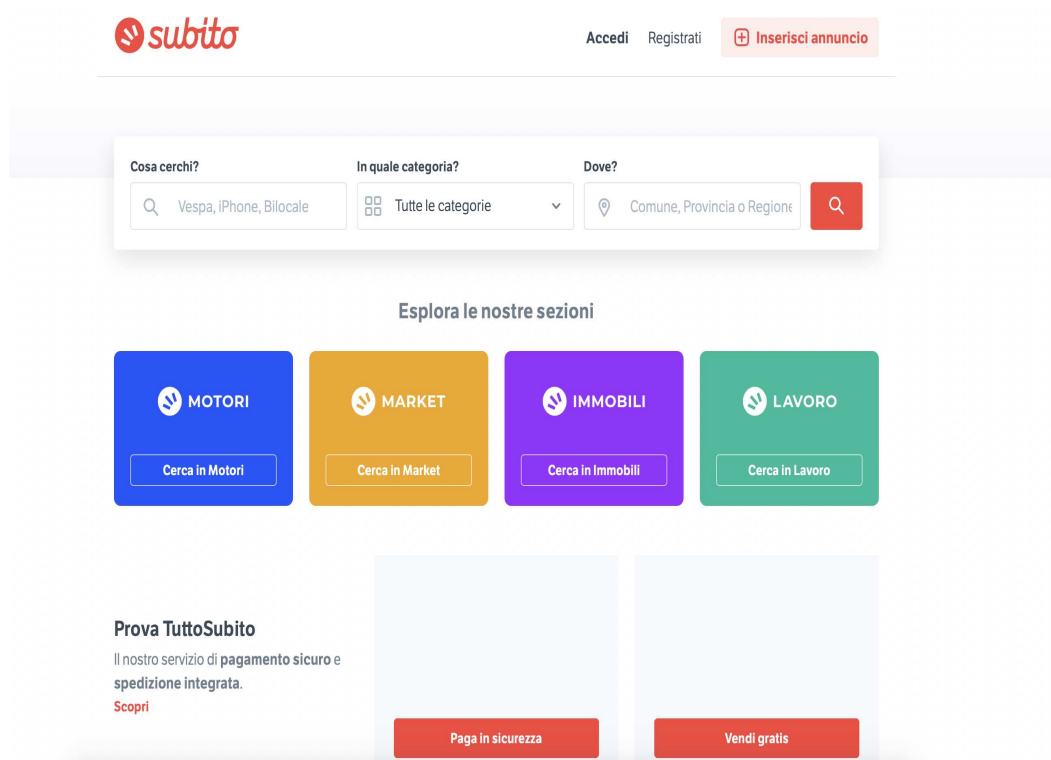 subito
Accedi Registrati Inserisci annuncio
Cosa cerchi? In quale categoria? Dove?
Vespa, iPhone, Bilocale Tutte le categorie Comune, Provincia o Regione
Esplora le nostre sezioni
MOTORI MARKET IMMOBILI LAVORO
Cerca in Motori Cerca in Market Cerca in Immobili Cerca in Lavoro
Prova TuttoSubito
Il nostro servizio di pagamento sicuro e
spedizione integrata.
Scopri
Paga in sicurezza Vendi gratis